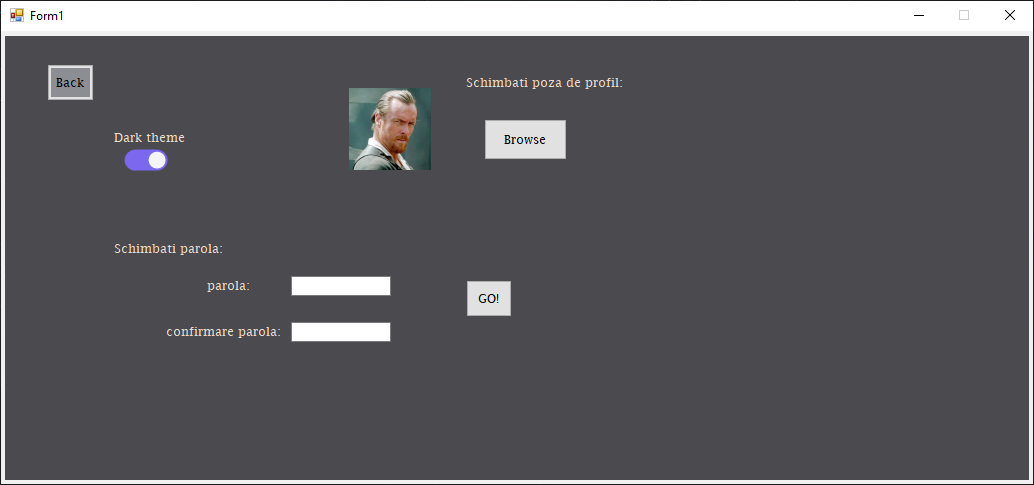 Form1
Back
Schimbati poza de profil:
Dark theme
Browse
Schimbati parola:
parola:
GO!
confirmare parola: